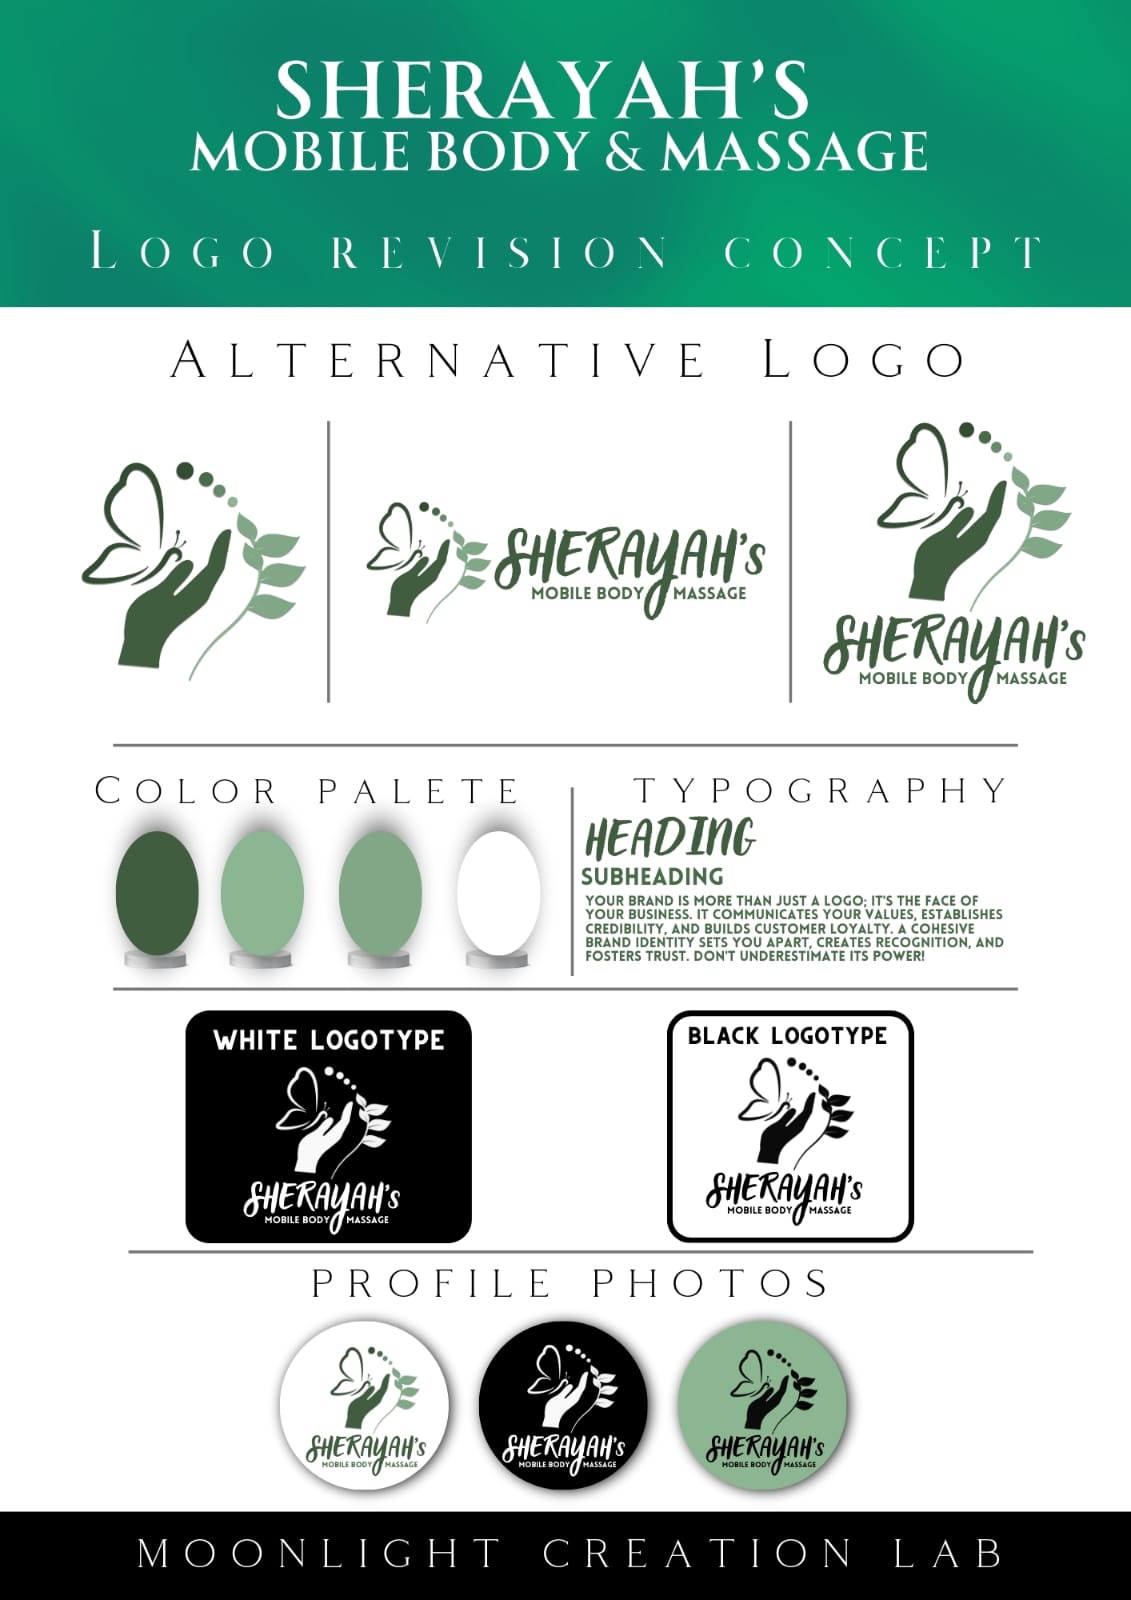 SHERAYAH'S
MOBILE BODY & MASSAGE
LOGO REVISION CONCEPT
ALTERNATIVE LOGO
SHERAYAH's
MOBILE BODY MASSAGE
SHERAYAH's
MOBILE BODY MASSAGE
COLOR PALETE
TYPOGRAPHY
HEADING
SUBHEADING
YOUR BRAND IS MORE THAN JUST A LOGO; IT'S THE FACE OF
YOUR BUSINESS. IT COMMUNICATES YOUR VALUES, ESTABLISHES
CREDIBILITY, AND BUILDS CUSTOMER LOYALTY. A COHESIVE
BRAND IDENTITY SETS YOU APART, CREATES RECOGNITION, AND
FOSTERS TRUST. DON'T UNDERESTIMATE ITS POWER!
WHITE LOGOTYPE
SHERAYAH's
MOBILE BODY MASSAGE
BLACK LOGOTYPE
SHERAYAH's
MOBILE BODY MASSAGE
PROFILE PHOTOS
SHERAYAH's
MOBILE BODY MASSAGE
SHERAYAH's
MOBILE BODY MASSAGE
SHERAYAH's
MOBILE BODY MASSAGE
MOONLIGHT CREATION LAB